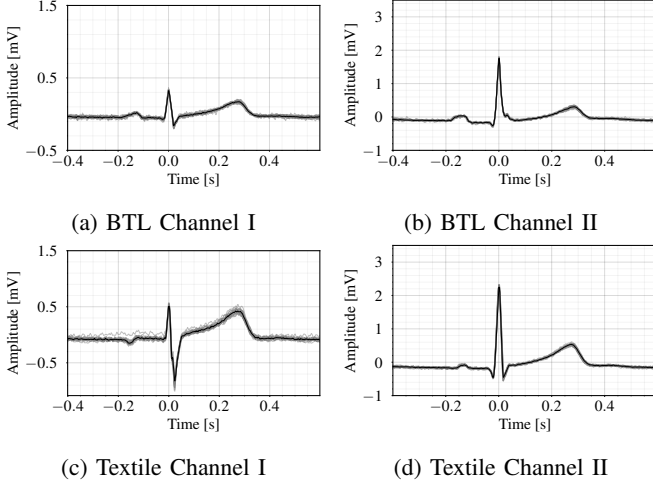 1.5
0.5
−0.5
Amplitude [mV]
−0.4 −0.2 0.0 0.2 0.4
Time [s]
(a) BTL Channel I
3
2
1
0
−1
Amplitude [mV]
−0.4 −0.2 0.0 0.2 0.4
Time [s]
(b) BTL Channel II
1.5
0.5
−0.5
Amplitude [mV]
−0.4 −0.2 0.0 0.2 0.4
Time [s]
(c) Textile Channel I
3
2
1
0
−1
Amplitude [mV]
−0.4 −0.2 0.0 0.2 0.4
Time [s]
(d) Textile Channel II